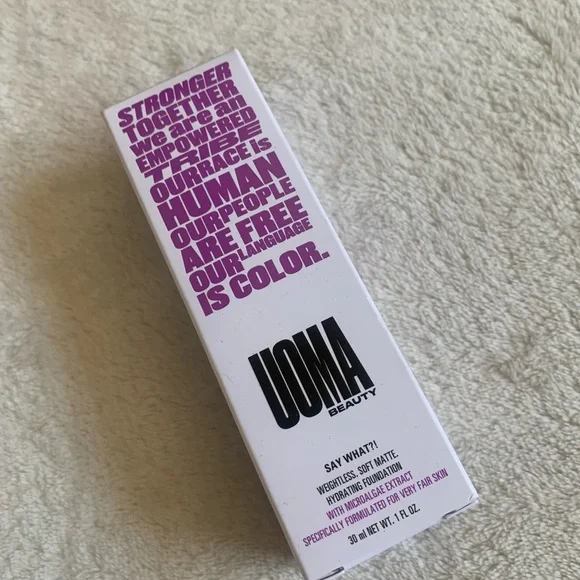 STRONGER
TOGETHER
we are an
EMPOWERED
TRIBE
OUR RACE Is
HUMAN
OUR PEOPLE
ARE FREE
OUR LANGUAGE
IS COLOR.
UOMA
BEAUTY
SAY WHAT?!
WEIGHTLESS, SOFT MATTE,
HYDRATING FOUNDATION
WITH MICROALGAE EXTRACT
SPECIFICALLY FORMULATED FOR VERY FAIR SKIN
30 ml NET WT. 1 FL OZ.